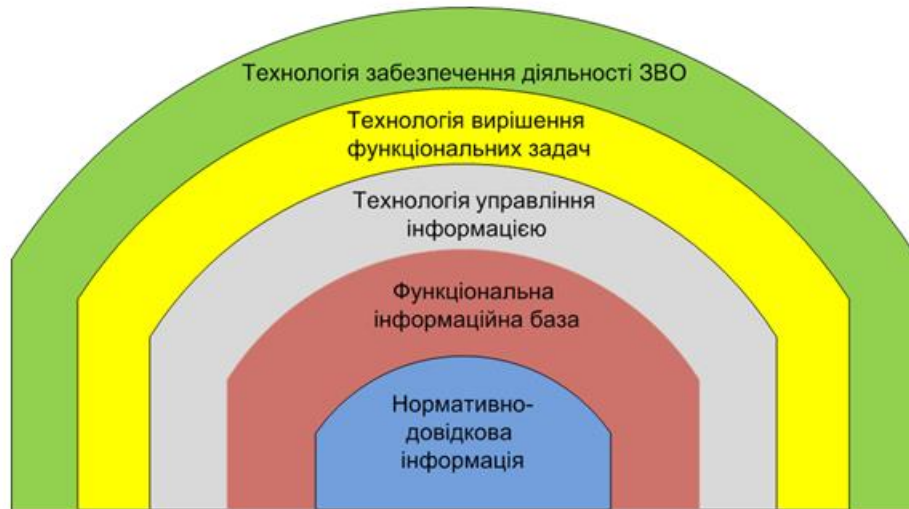 Технологія забезпечення діяльності ЗВО
Технологія вирішення
функціональних задач
Технологія управління
інформацією
Функціональна
інформаційна база
Нормативно-
довідкова
інформація